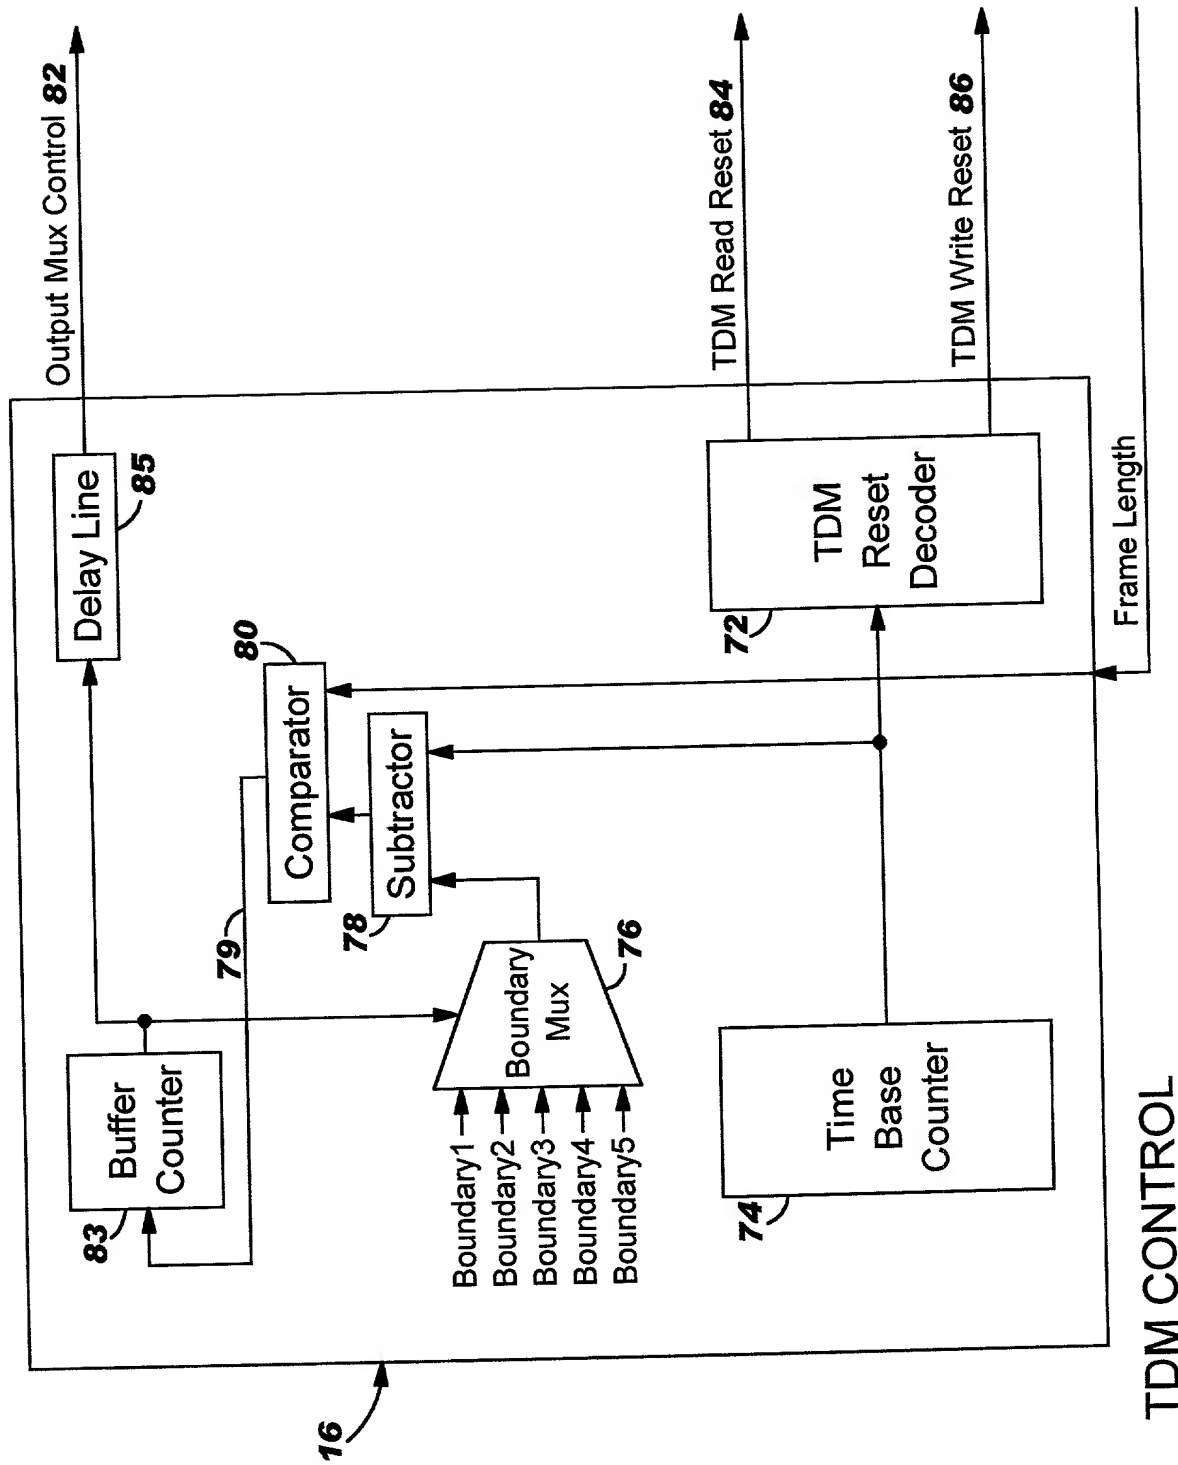 Output Mux Control 82
Delay Line
85
Buffer
Counter
83
79
80
Comparator
Subtractor
78
Boundary
Mux
76
Boundary1
Boundary2
Boundary3
Boundary4
Boundary5
TDM Read Reset 84
TDM Write Reset 86
TDM
Reset
Decoder
72
Time
Base
Counter
74
Frame Length
16
TDM CONTROL